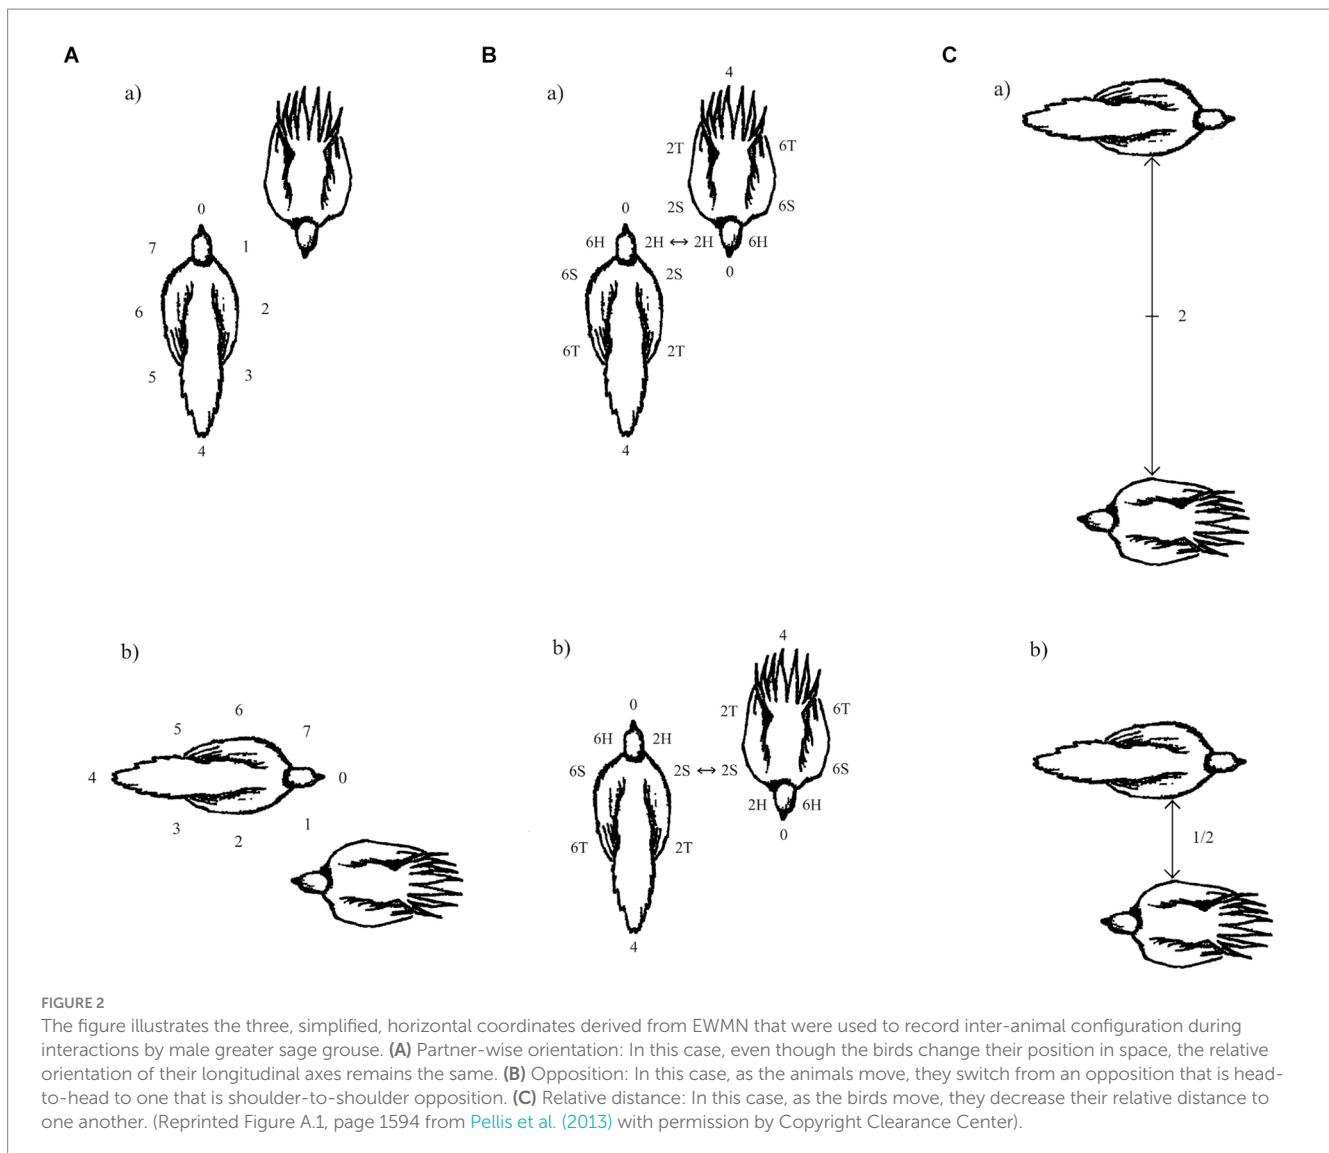 A
B
C
a)
0
7
1
6
2
5
3
4
a)
4
2T
6T
2S
6S
0
6H
2H ↔ 2H
6H
6S
2S
0
6T
2T
4
a)
2
b)
6
5
7
4
0
3
1
2
b)
4
0
2T
6T
6H
2H
6S
2S ↔ 2S
6S
2H
6H
0
6T
2T
4
b)
1/2
FIGURE 2
The figure illustrates the three, simplified, horizontal coordinates derived from EWMN that were used to record inter-animal configuration during
interactions by male greater sage grouse. (A) Partner-wise orientation: In this case, even though the birds change their position in space, the relative
orientation of their longitudinal axes remains the same. (B) Opposition: In this case, as the animals move, they switch from an opposition that is head-
to-head to one that is shoulder-to-shoulder opposition. (C) Relative distance: In this case, as the birds move, they decrease their relative distance to
one another. (Reprinted Figure A.1, page 1594 from Pellis et al. (2013) with permission by Copyright Clearance Center).